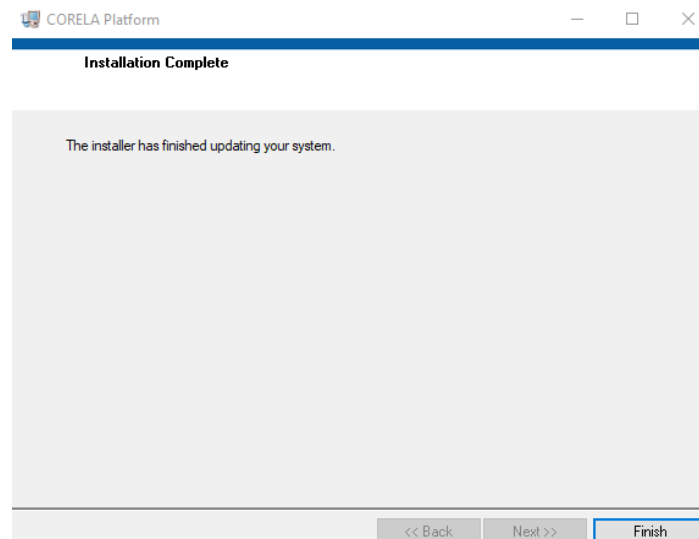 CORELA Platform
Installation Complete
The installer has finished updating your system.
<< Back Next >> Finish